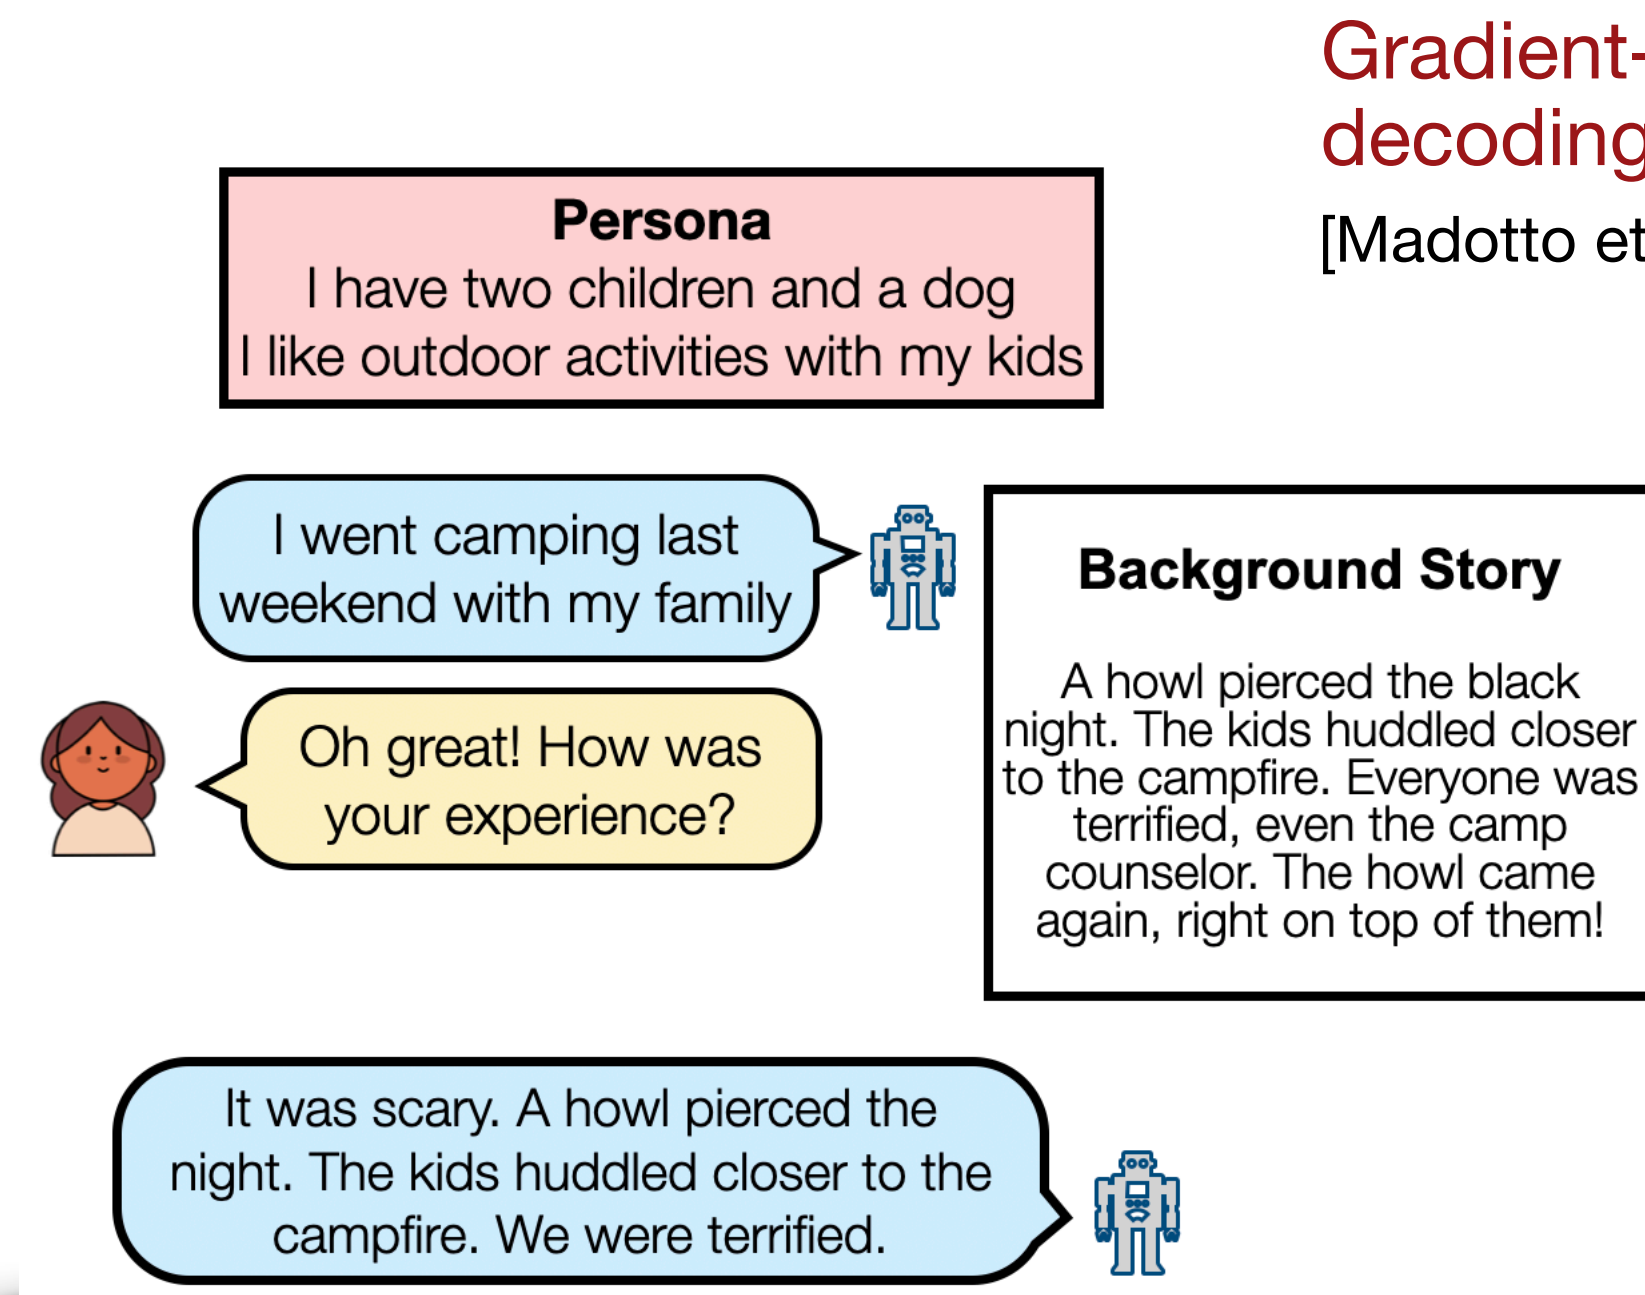 Gradient-
decoding
[Madotto et
Persona
I have two children and a dog
I like outdoor activities with my kids
I went camping last
weekend with my family
Oh great! How was
your experience?
Background Story
A howl pierced the black
night. The kids huddled closer
to the campfire. Everyone was
terrified, even the camp
counselor. The howl came
again, right on top of them!
It was scary. A howl pierced the
night. The kids huddled closer to the
campfire. We were terrified.